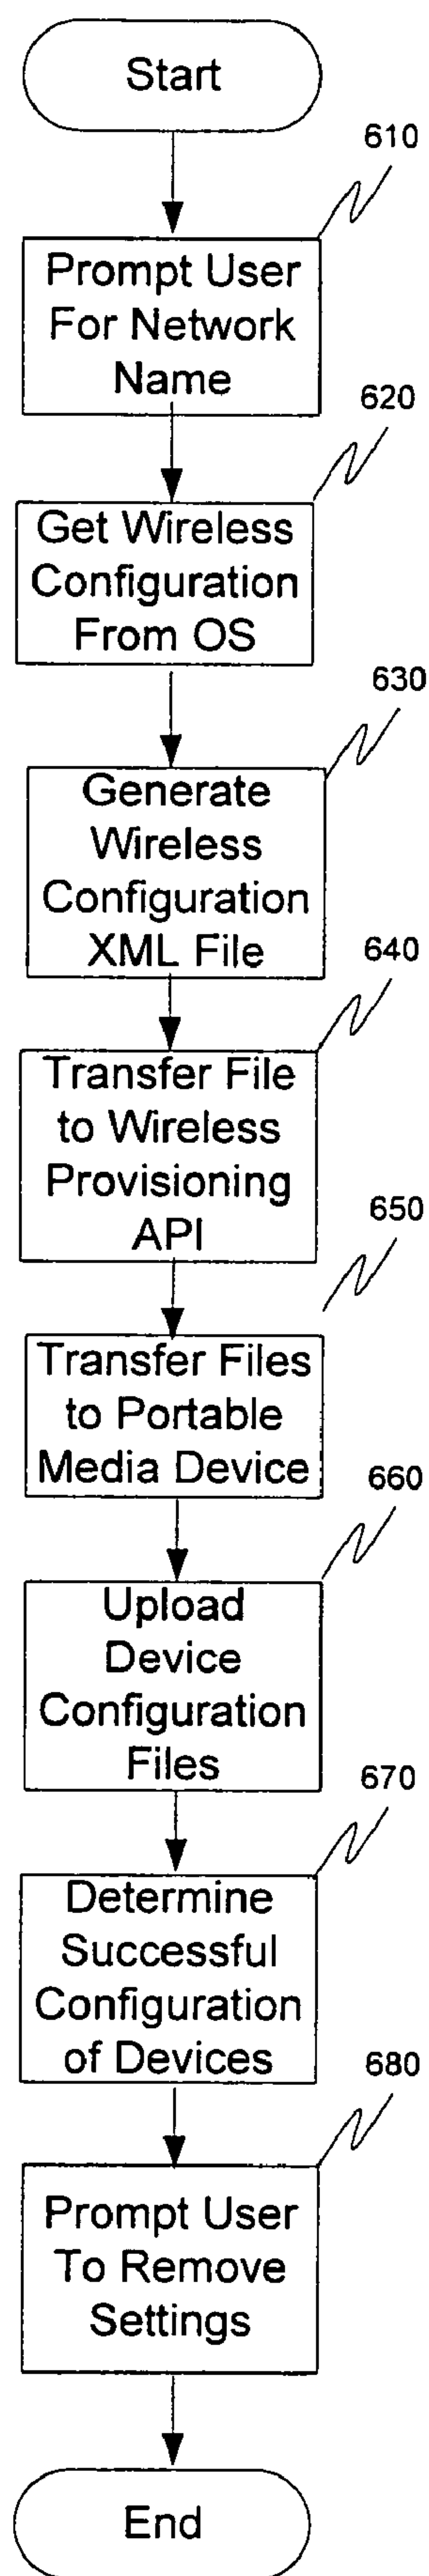 Start
610
Prompt User
For Network
Name
620
Get Wireless
Configuration
From OS
630
Generate
Wireless
Configuration
XML File
640
Transfer File
to Wireless
Provisioning
API
650
Transfer Files
to Portable
Media Device
660
Upload
Device
Configuration
Files
670
Determine
Successful
Configuration
of Devices
680
Prompt User
To Remove
Settings
End